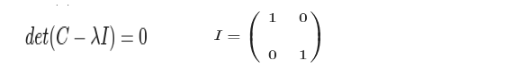 det(C − λI) = 0
I = ( 1 0
0 1 )